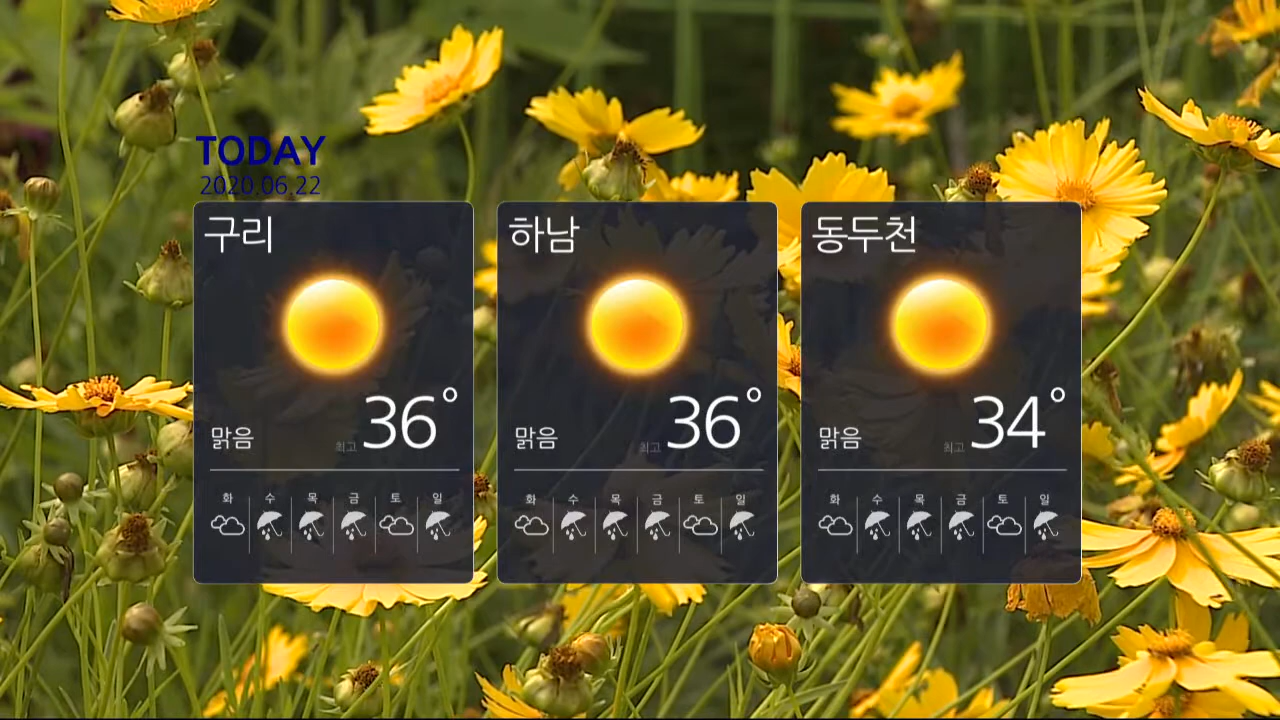 TODAY
2020.06.22
구리
맑음 최고 36°
화 수 목 금 토 일
하남
맑음 최고 36°
화 수 목 금 토 일
동두천
맑음 최고 34°
화 수 목 금 토 일